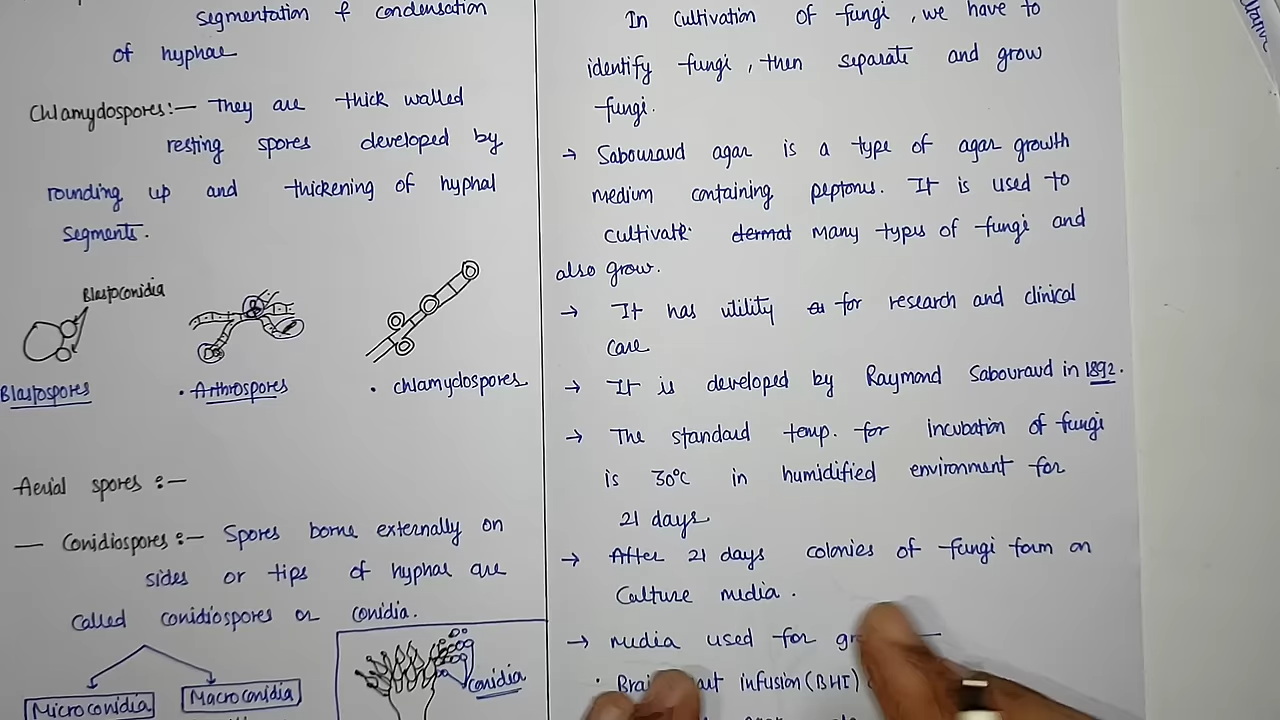 segmentation & condensation
of hyphae
Chlamydospores:— They are thick walled
resting spores developed by
rounding up and thickening of hyphal
segments.
Blastoconidia
Blastospores
• Arthrospores
• chlamydospores
Aerial spores :—
— Conidiospores :— Spores borne externally on
sides or tips of hyphae are
called conidiospores or conidia.
Microconidia
Macroconidia
Conidia
In Cultivation of fungi, we have to
identify fungi, then separate and grow
fungi.
→ Sabouraud agar is a type of agar growth
medium containing peptones. It is used to
cultivate dermat many types of fungi and
also grow.
→ It has utility for research and clinical
care
→ It is developed by Raymond Sabouraud in 1892.
→ The standard temp. for incubation of fungi
is 30°C in humidified environment for
21 days
→ After 21 days colonies of fungi form on
Culture media.
→ media used for
infusion (BHI)